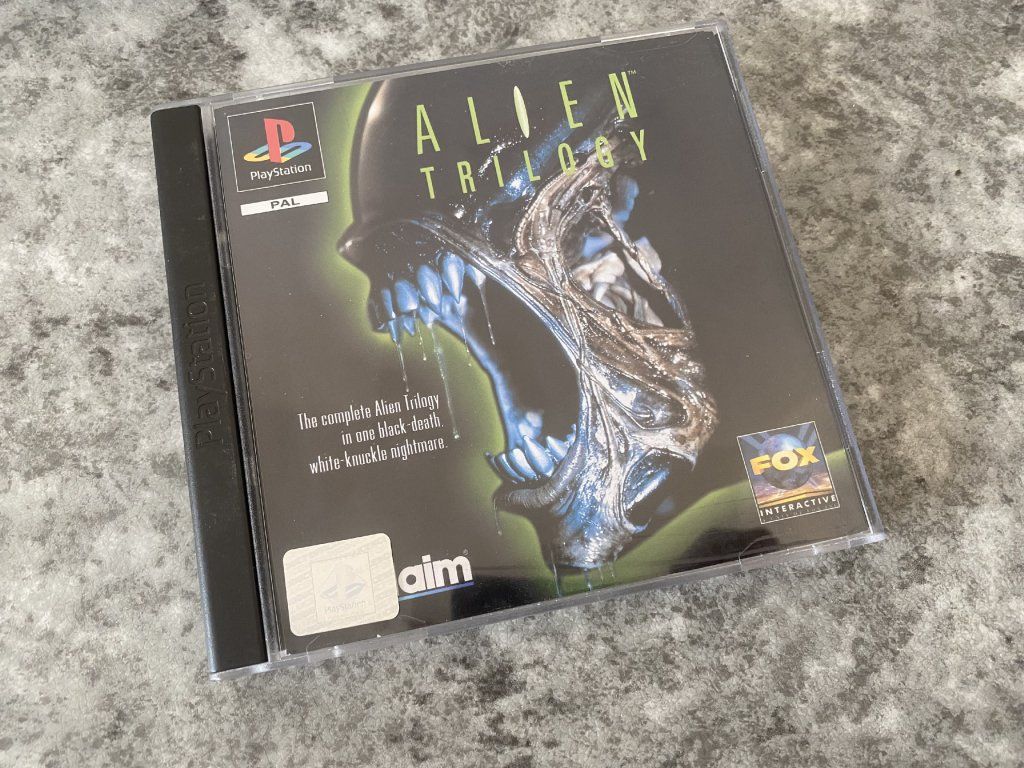 ALIEN™
TRILOGY
PlayStation
PAL
PlayStation
The complete Alien Trilogy
in one black-death,
white-knuckle nightmare.
FOX
INTERACTIVE
aim®
PlayStation